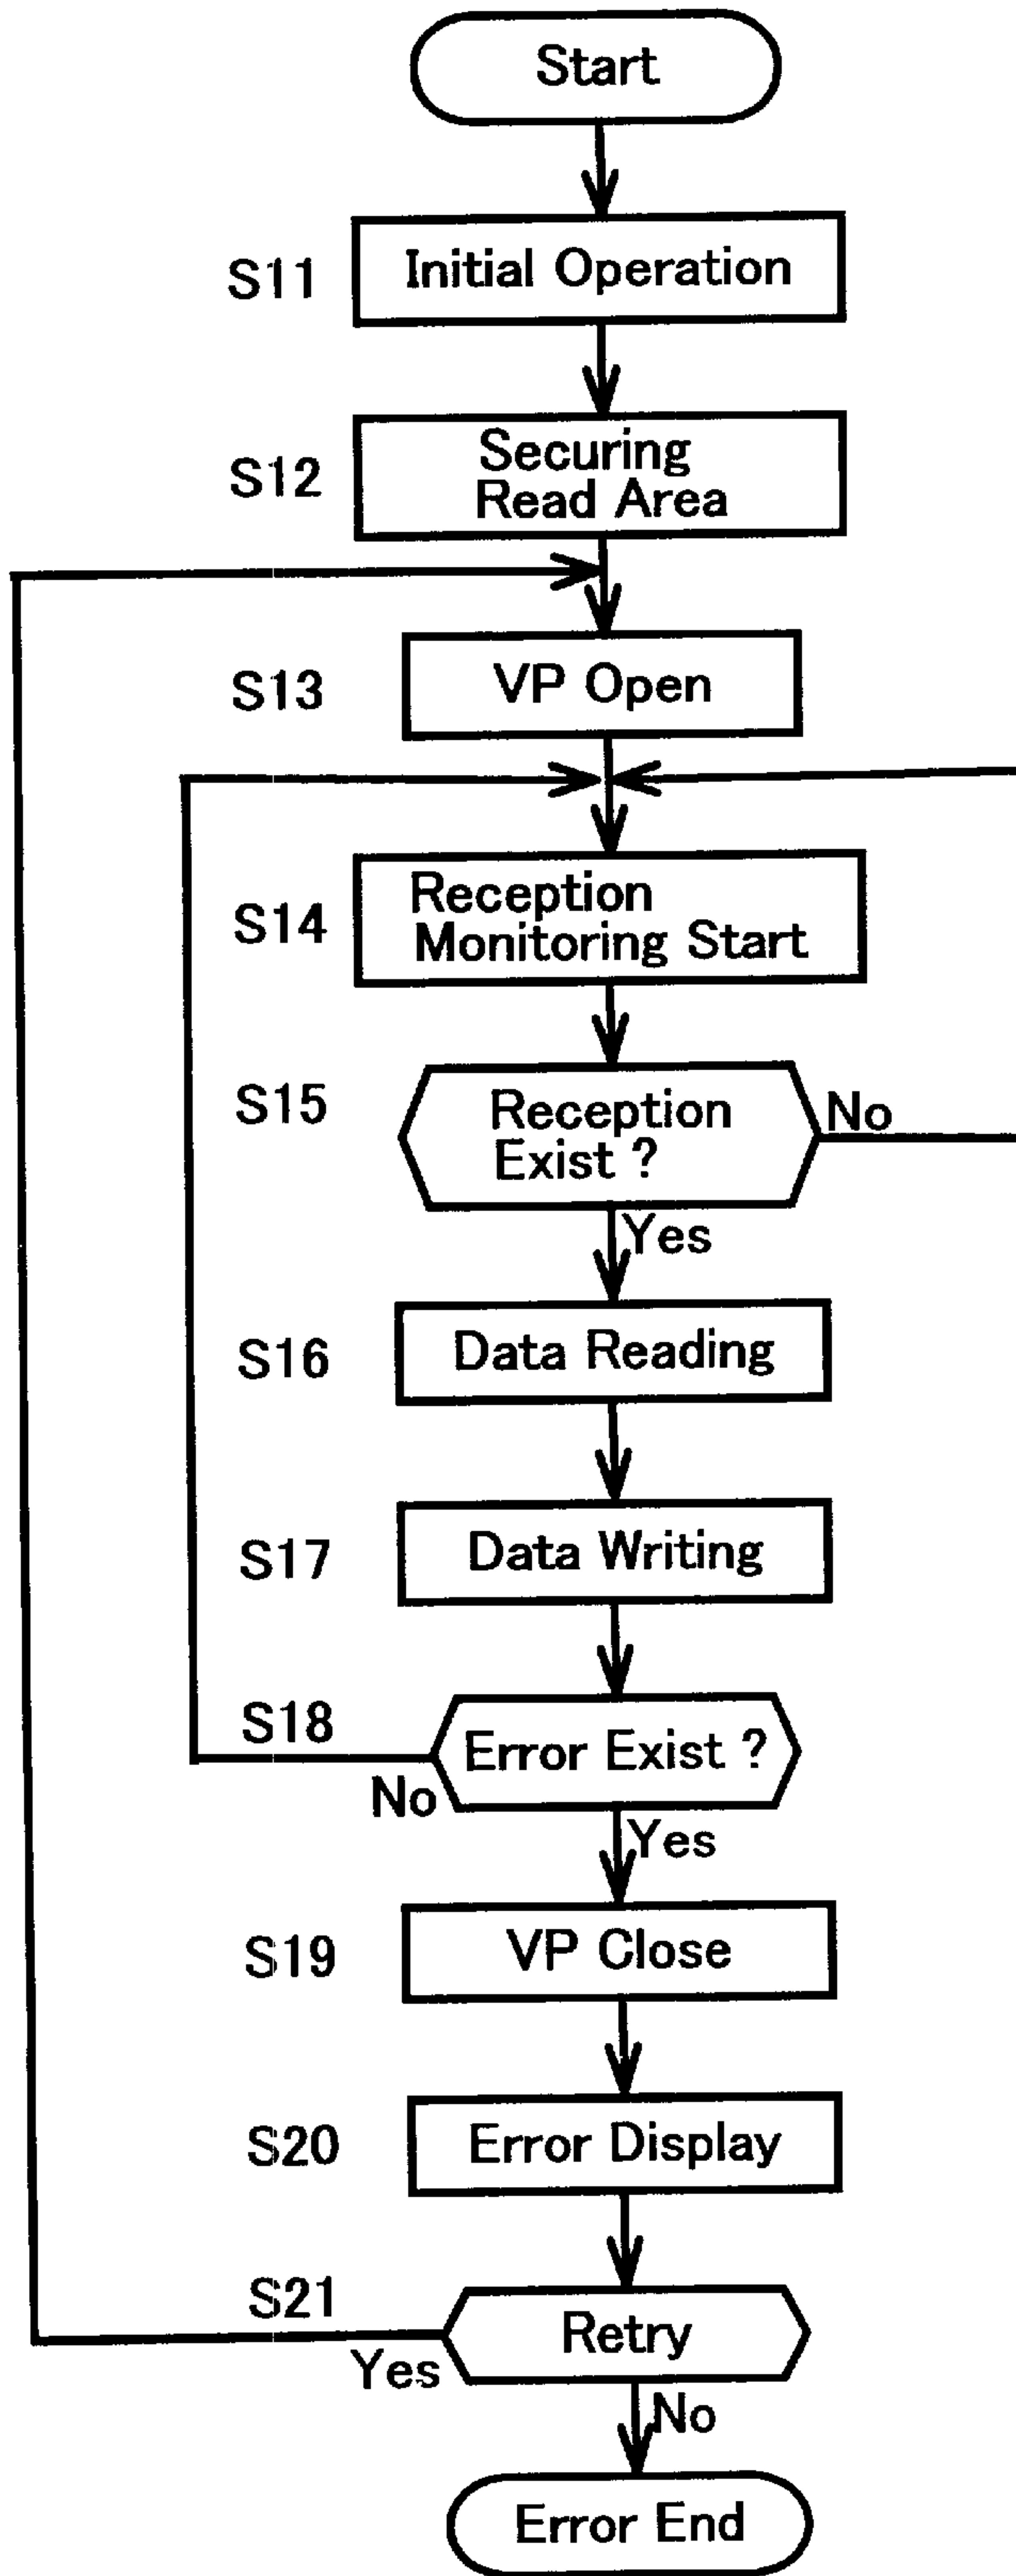 Start
S11
Initial Operation
S12
Securing
Read Area
S13
VP Open
S14
Reception
Monitoring Start
S15
Reception
Exist ?
No
Yes
S16
Data Reading
S17
Data Writing
S18
Error Exist ?
No
Yes
S19
VP Close
S20
Error Display
S21
Retry
Yes
No
Error End